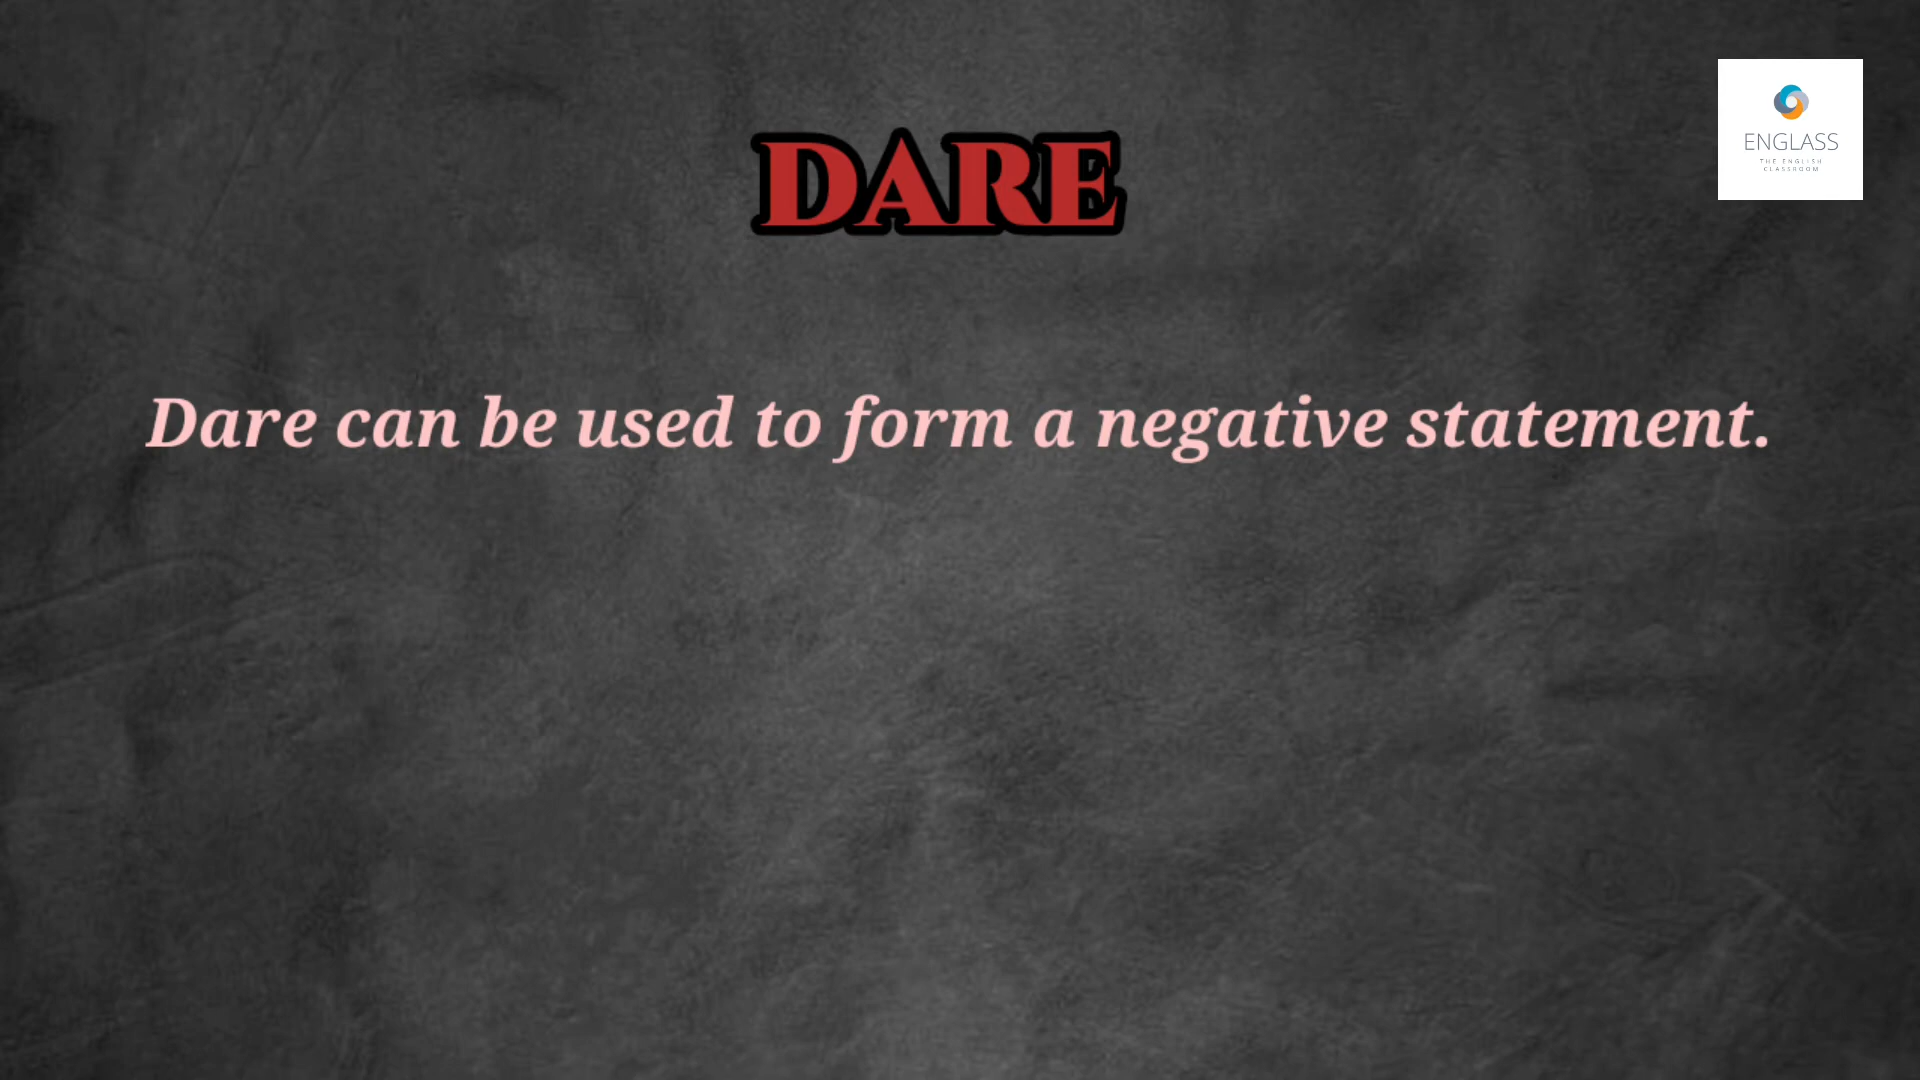 DARE
ENGLASS
THE ENGLISH
CLASSROOM
Dare can be used to form a negative statement.